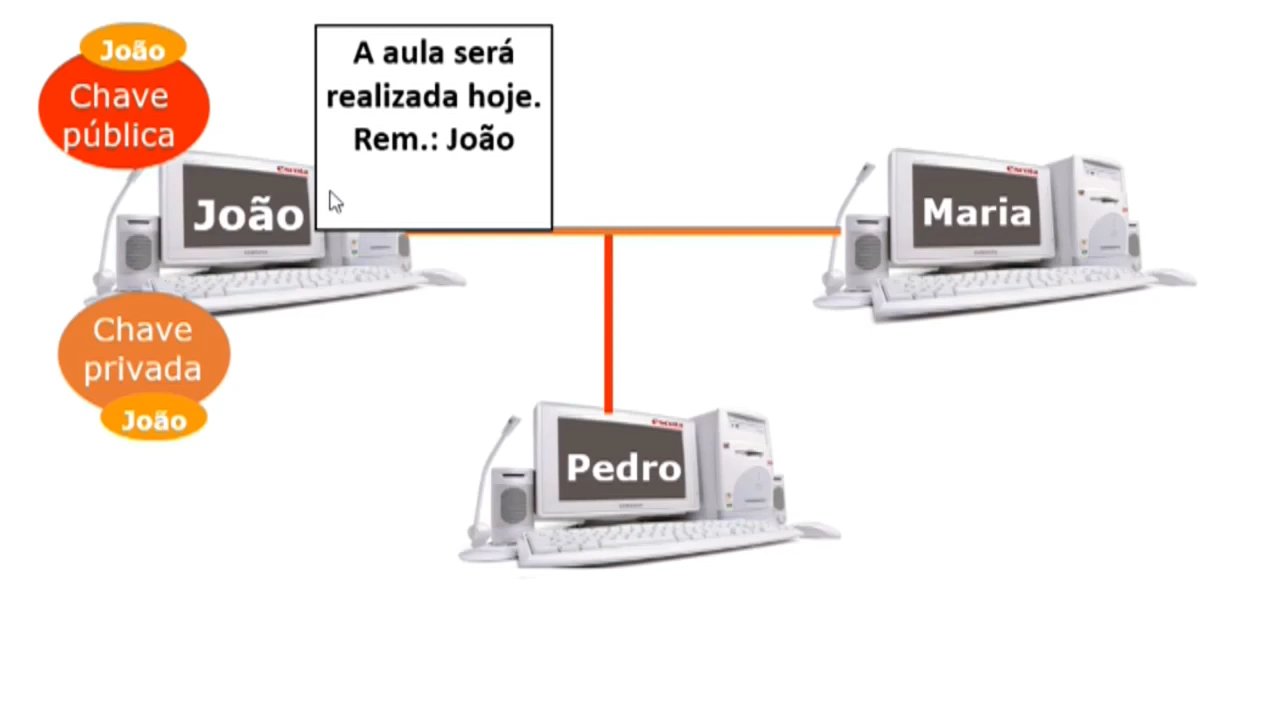 João
Chave
pública
A aula será
realizada hoje.
Rem.: João
João
Maria
Chave
privada
João
Pedro